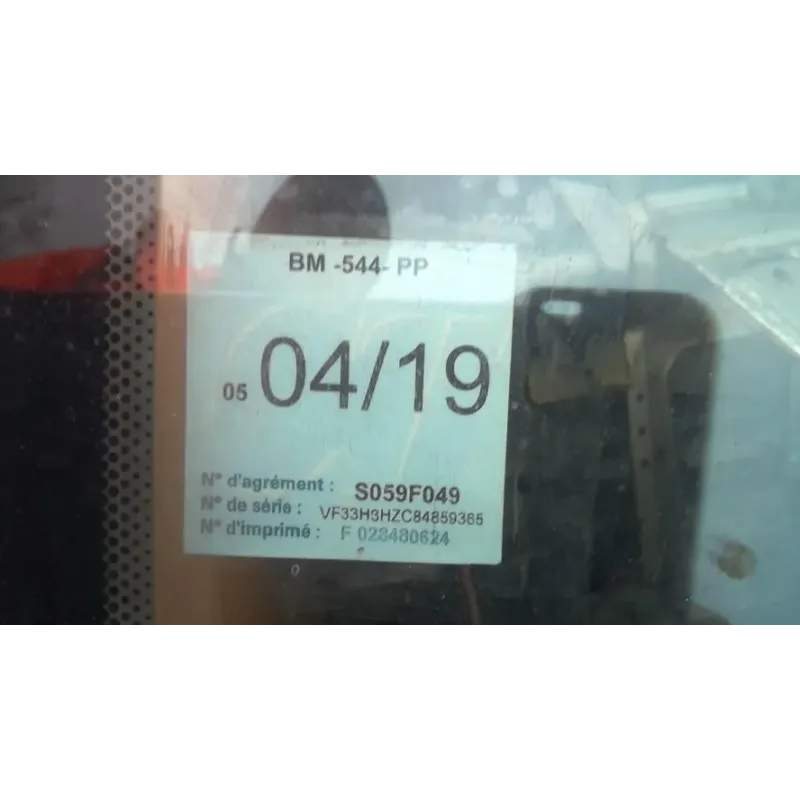 BM -544- PP
05 04/19
N° d'agrément : S059F049
N° de série : VF33H3HZC84859365
N° d'imprimé : F 023480624